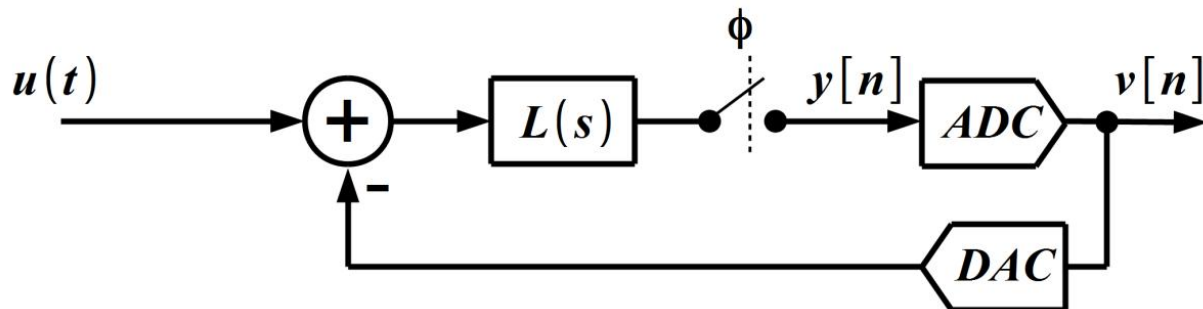 ϕ
u(t)
+
L(s)
y[n]
ADC
v[n]
-
DAC